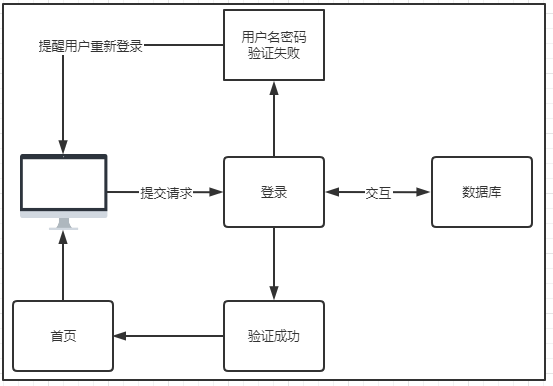 用户名密码
验证失败
提醒用户重新登录
提交请求
登录
交互
数据库
首页
验证成功